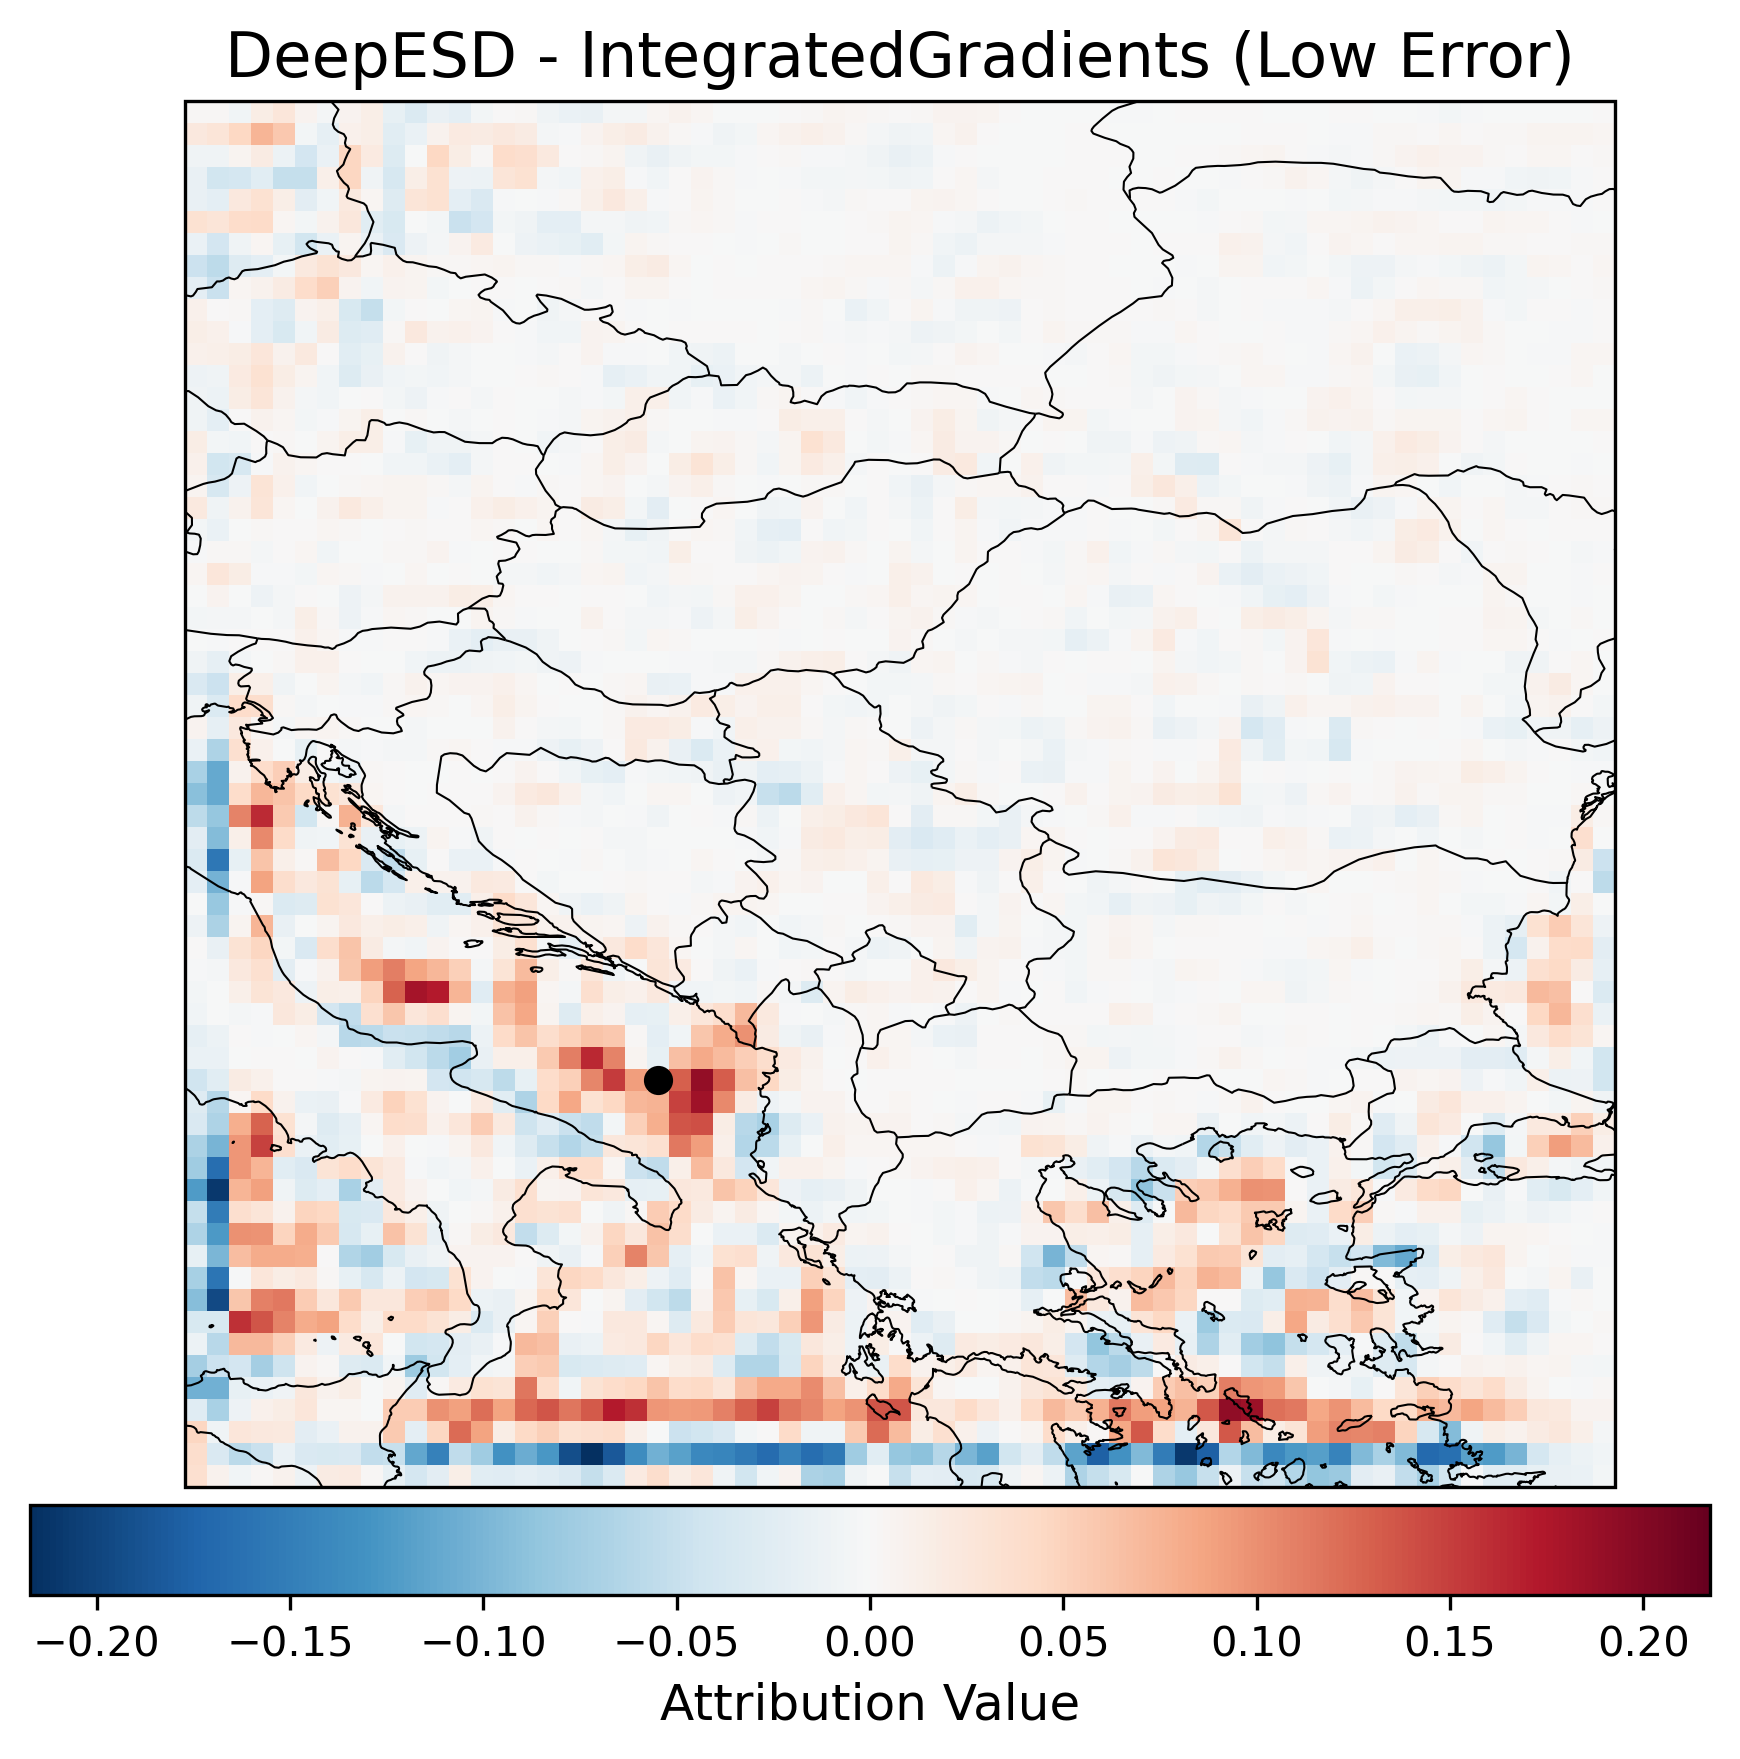 DeepESD - IntegratedGradients (Low Error)
−0.20 −0.15 −0.10 −0.05 0.00 0.05 0.10 0.15 0.20
Attribution Value